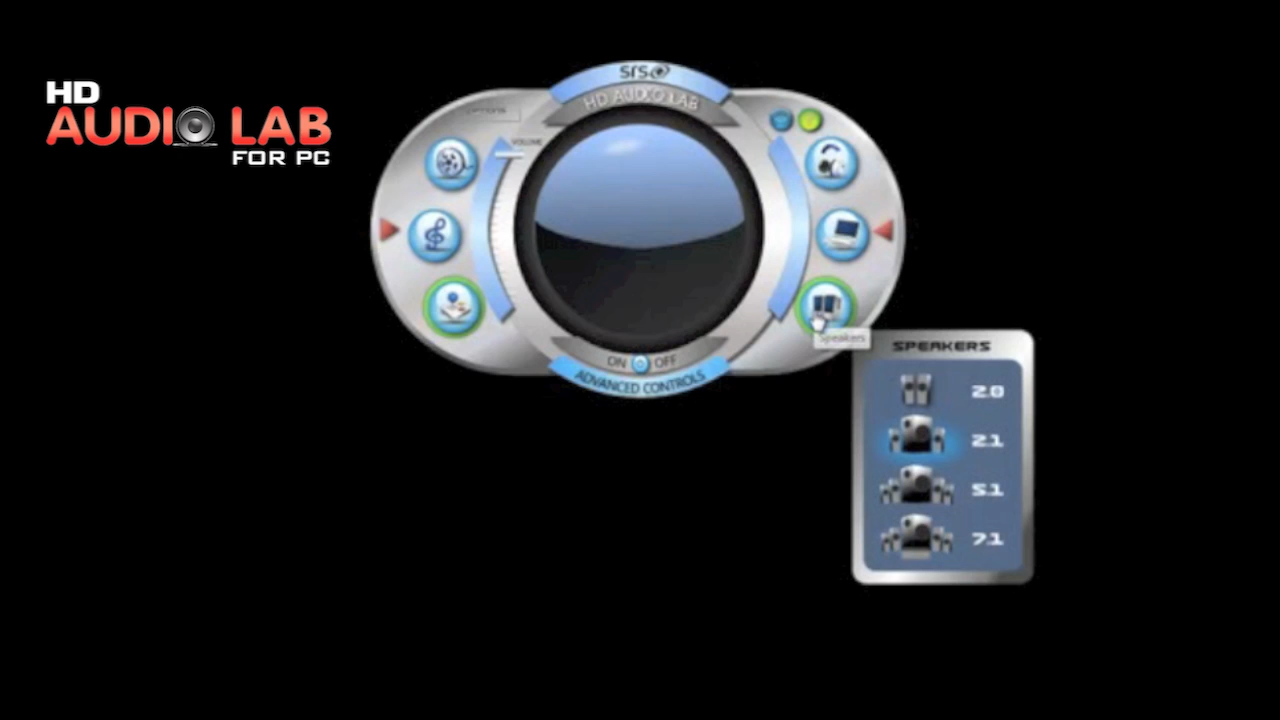 HD
AUDIO LAB
FOR PC
SRS
HD AUDIO LAB
OPTIONS
VOLUME
ON OFF
ADVANCED CONTROLS
Speakers
SPEAKERS
2.0
2.1
5.1
7.1